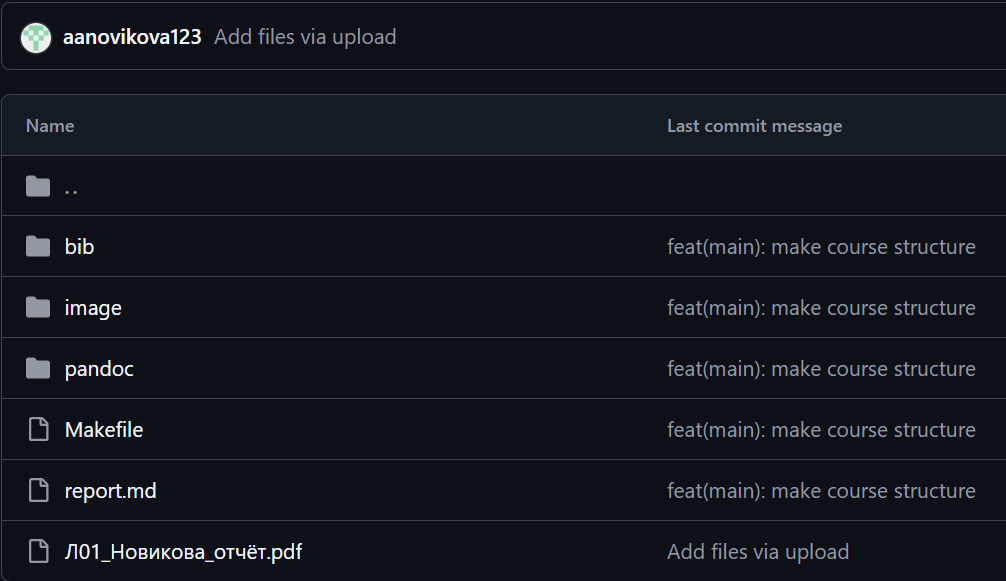 aanovikova123 Add files via upload
Name Last commit message
..
bib feat(main): make course structure
image feat(main): make course structure
pandoc feat(main): make course structure
Makefile feat(main): make course structure
report.md feat(main): make course structure
Л01_Новикова_отчёт.pdf Add files via upload